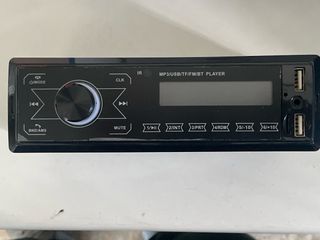 ⏻/MODE
CLK
IR
MP3/USB/TF/FM/BT PLAYER
BND/AMS
MUTE
1/▶||
2/INT
3/RPT
4/RDM
5/-10
6/+10